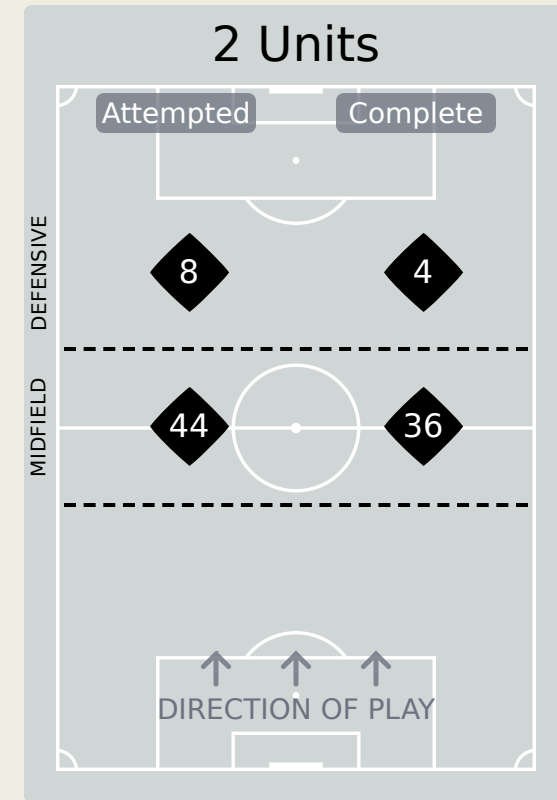 2 Units
Attempted Complete
DEFENSIVE
8 4
MIDFIELD
44 36
DIRECTION OF PLAY